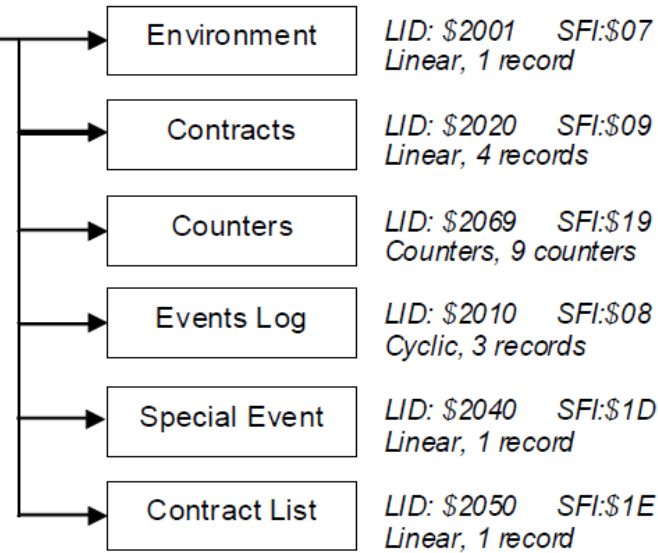 Environment
LID: $2001 SFI:$07
Linear, 1 record
Contracts
LID: $2020 SFI:$09
Linear, 4 records
Counters
LID: $2069 SFI:$19
Counters, 9 counters
Events Log
LID: $2010 SFI:$08
Cyclic, 3 records
Special Event
LID: $2040 SFI:$1D
Linear, 1 record
Contract List
LID: $2050 SFI:$1E
Linear, 1 record